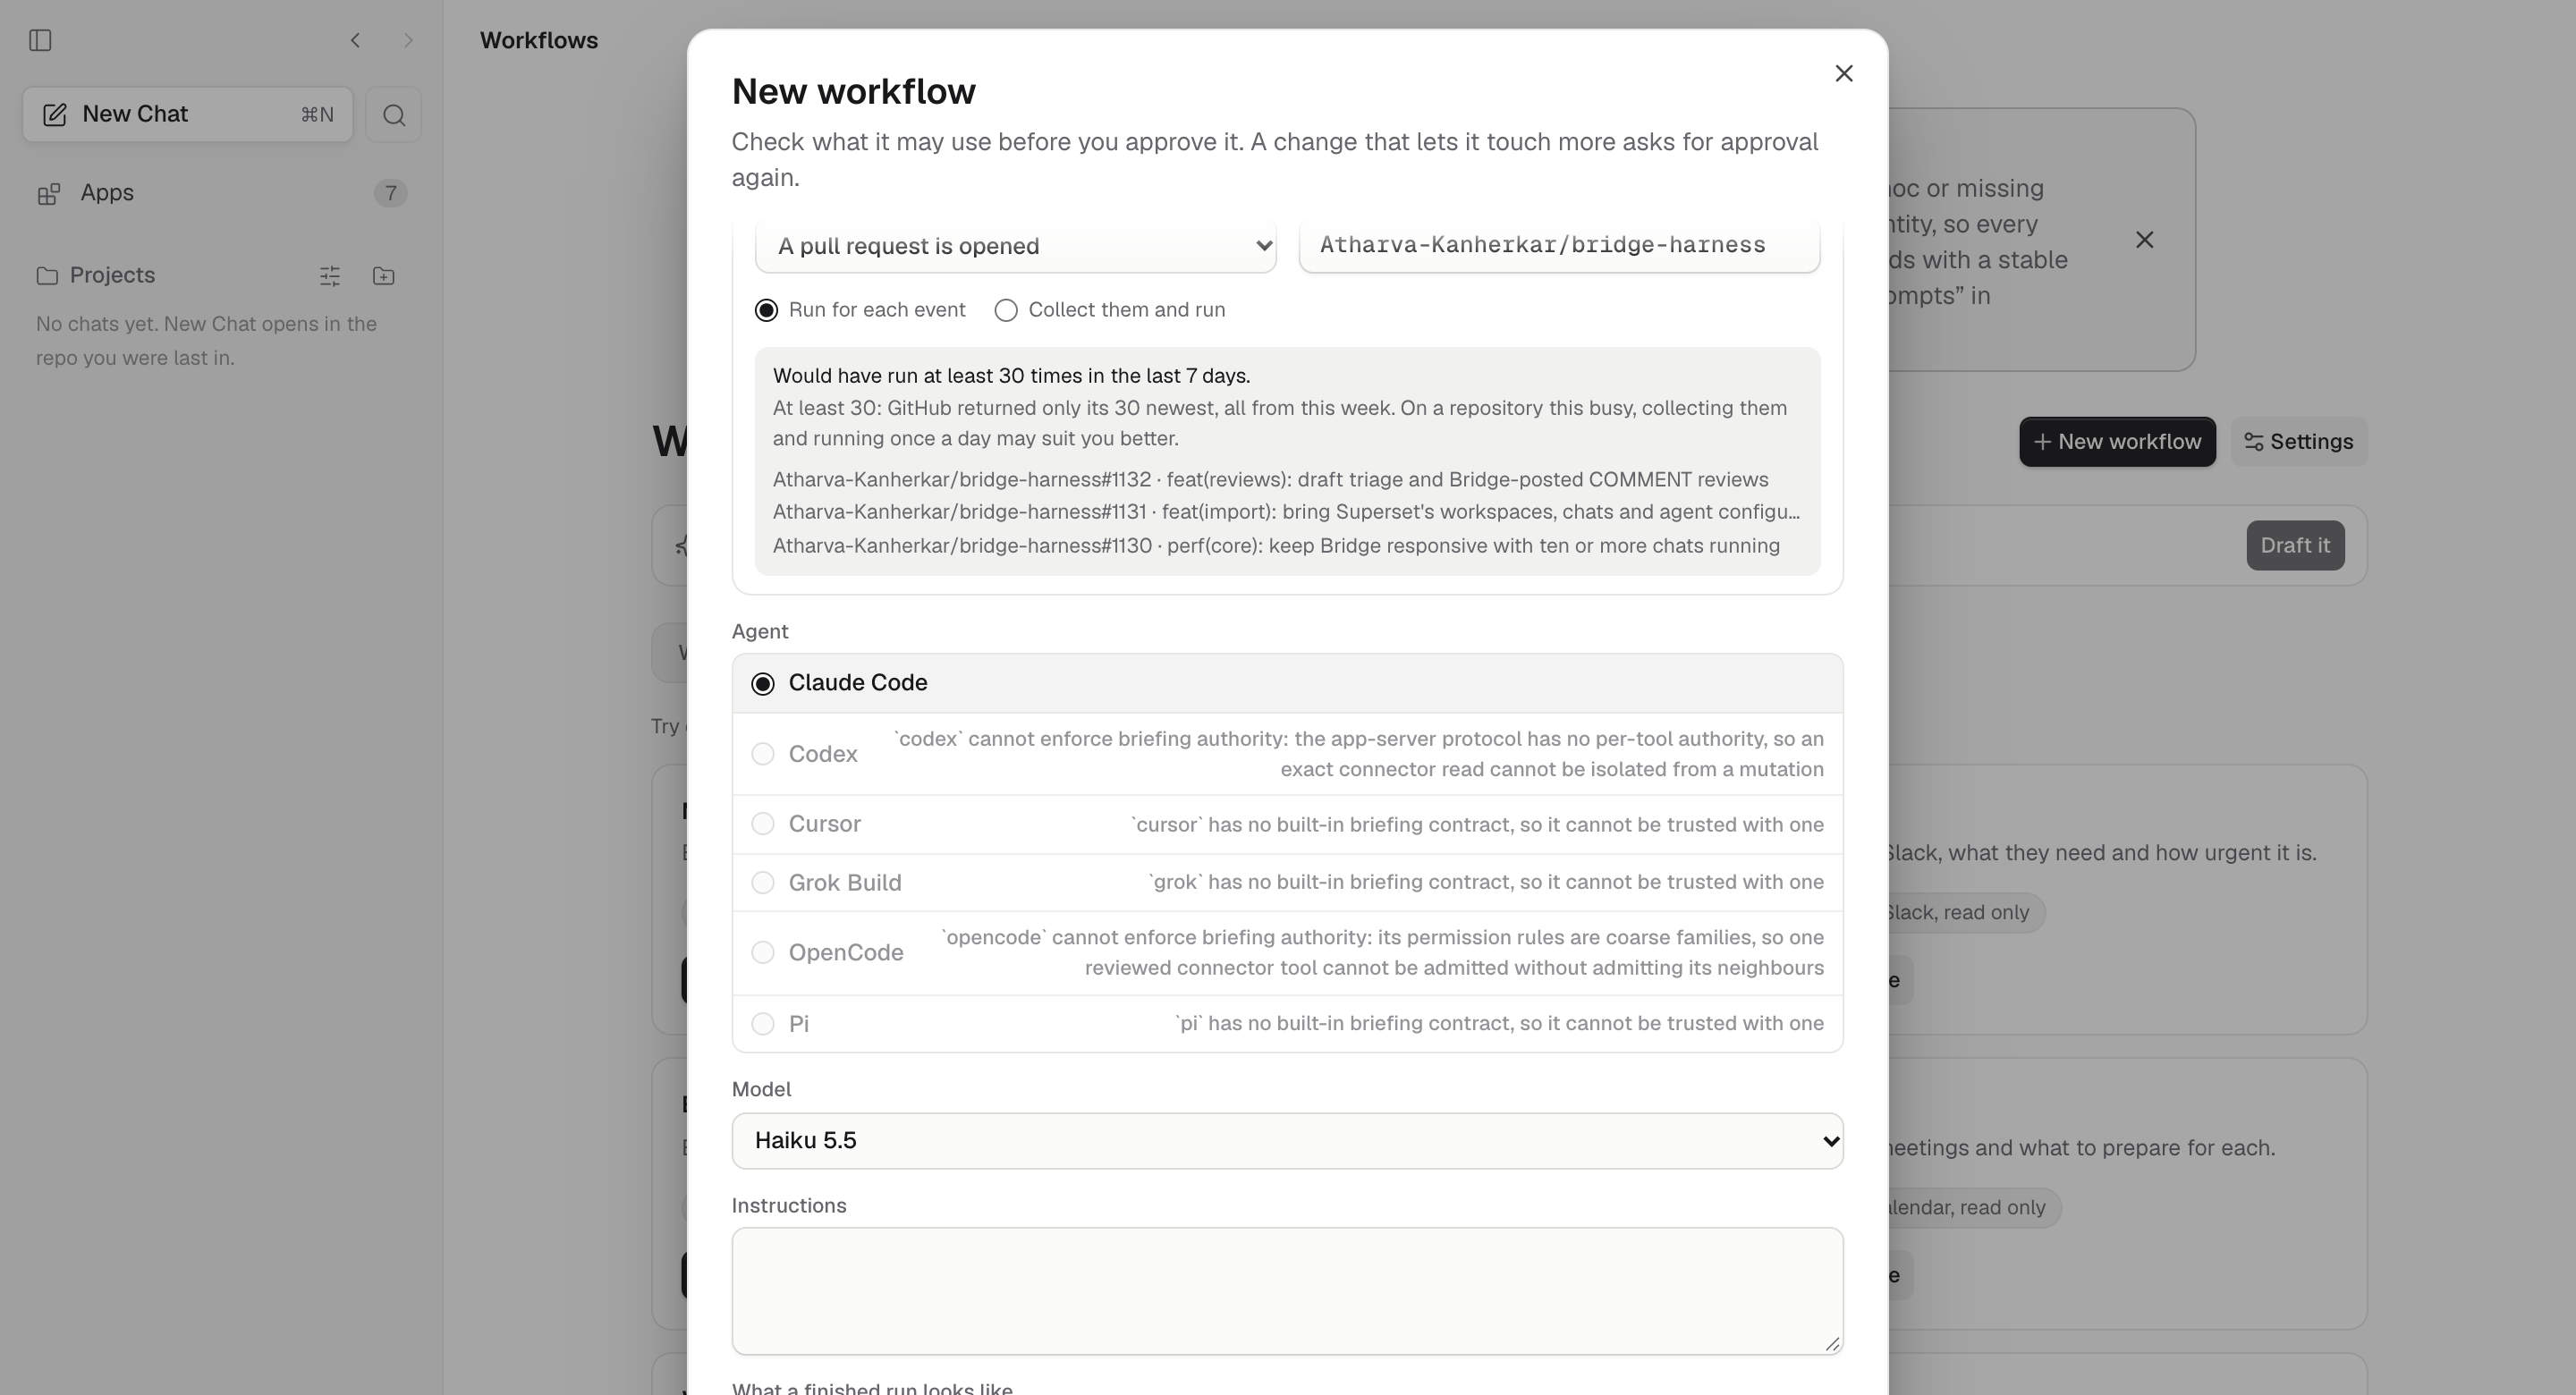 Workflows
New Chat ⌘N
Apps 7
Projects
No chats yet. New Chat opens in the
repo you were last in.
New workflow
Check what it may use before you approve it. A change that lets it touch more asks for approval
again.
A pull request is opened
Atharva-Kanherkar/bridge-harness
Run for each event
Collect them and run
Would have run at least 30 times in the last 7 days.
At least 30: GitHub returned only its 30 newest, all from this week. On a repository this busy, collecting them
and running once a day may suit you better.
Atharva-Kanherkar/bridge-harness#1132 · feat(reviews): draft triage and Bridge-posted COMMENT reviews
Atharva-Kanherkar/bridge-harness#1131 · feat(import): bring Superset's workspaces, chats and agent configu...
Atharva-Kanherkar/bridge-harness#1130 · perf(core): keep Bridge responsive with ten or more chats running
Agent
Claude Code
Codex
`codex` cannot enforce briefing authority: the app-server protocol has no per-tool authority, so an
exact connector read cannot be isolated from a mutation
Cursor
`cursor` has no built-in briefing contract, so it cannot be trusted with one
Grok Build
`grok` has no built-in briefing contract, so it cannot be trusted with one
OpenCode
`opencode` cannot enforce briefing authority: its permission rules are coarse families, so one
reviewed connector tool cannot be admitted without admitting its neighbours
Pi
`pi` has no built-in briefing contract, so it cannot be trusted with one
Model
Haiku 5.5
Instructions
What a finished run looks like
or missing
so every
with a stable
in
New workflow
Settings
Draft it
Try
Slack, what they need and how urgent it is.
Slack, read only
meetings and what to prepare for each.
read only